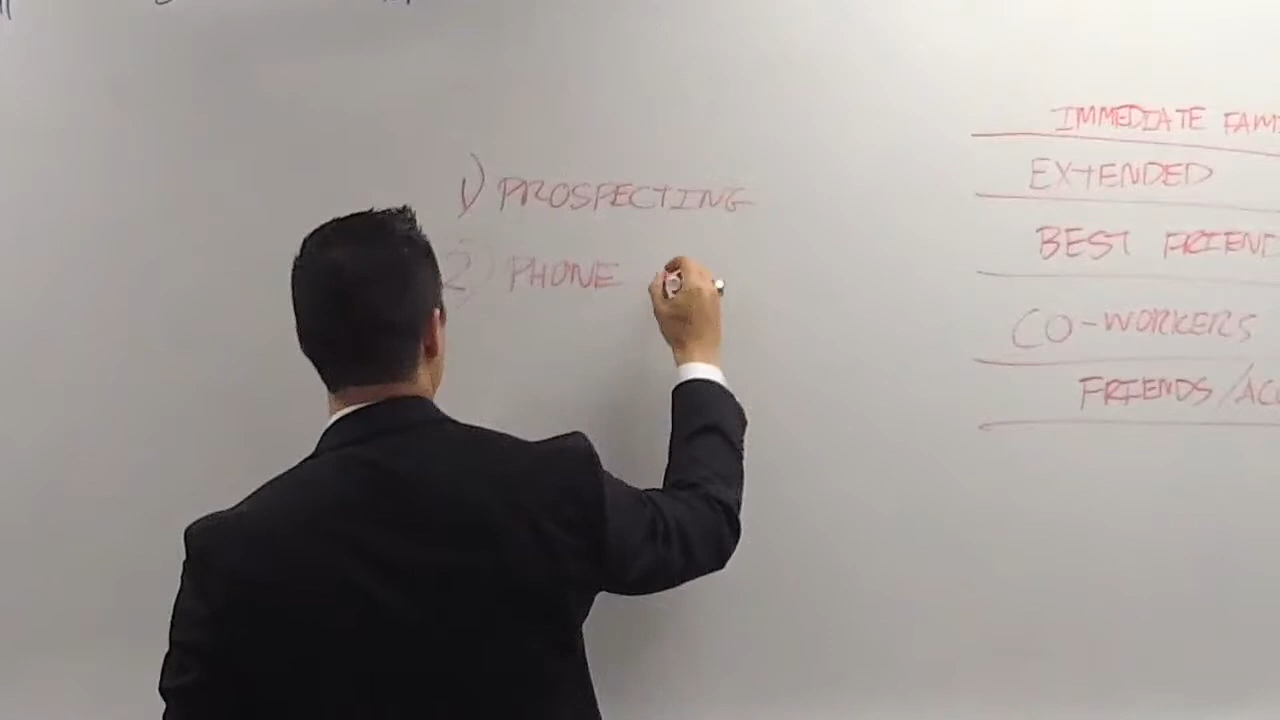 1) PROSPECTING
2) PHONE
IMMEDIATE FAM
EXTENDED
BEST FRIEND
CO-WORKERS
FRIENDS/AC